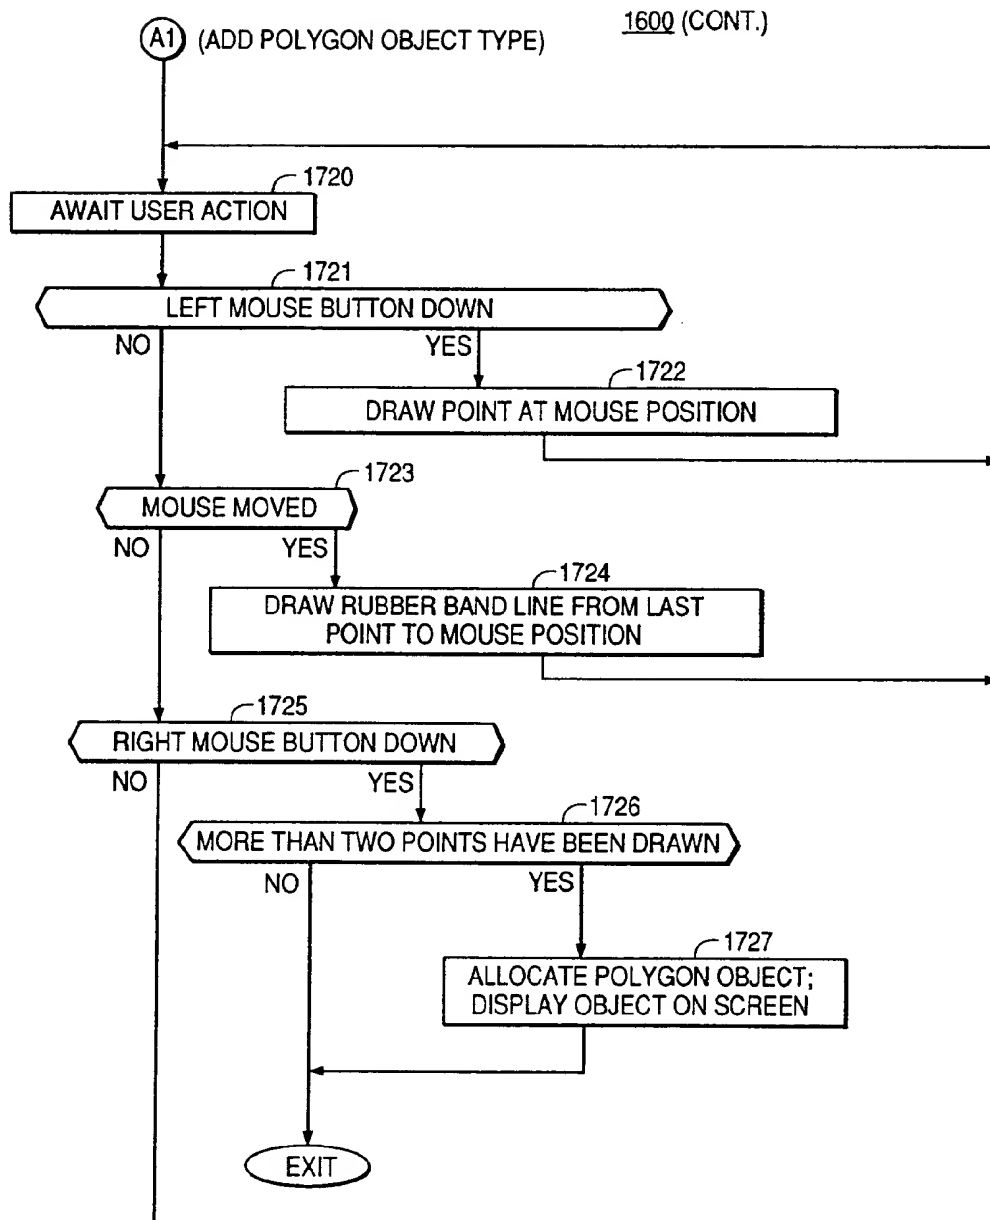 1600 (CONT.)
A1 (ADD POLYGON OBJECT TYPE)
1720
AWAIT USER ACTION
1721
LEFT MOUSE BUTTON DOWN
NO
YES
1722
DRAW POINT AT MOUSE POSITION
1723
MOUSE MOVED
NO
YES
1724
DRAW RUBBER BAND LINE FROM LAST
POINT TO MOUSE POSITION
1725
RIGHT MOUSE BUTTON DOWN
NO
YES
1726
MORE THAN TWO POINTS HAVE BEEN DRAWN
NO
YES
1727
ALLOCATE POLYGON OBJECT;
DISPLAY OBJECT ON SCREEN
EXIT